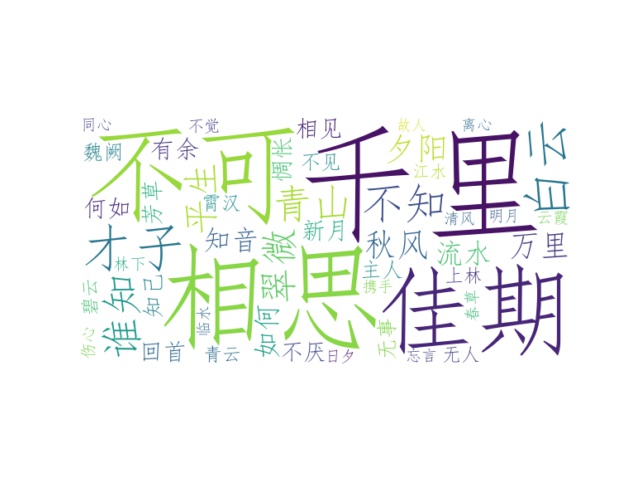 同心
不觉
相见
故人
离心
不可
千里
魏阙
有余
惆怅
不见
夕阳
江水
白云
何如
芳草
平生
霄汉
青山
不知
清风
明月
云霞
才子
林下
知音
翠微
新月
秋风
流水
万里
主人
上林
谁知
碧云
知己
临水
相思
携手
佳期
春草
伤心
回首
青云
如何
不厌
日夕
无事
忘言
无人